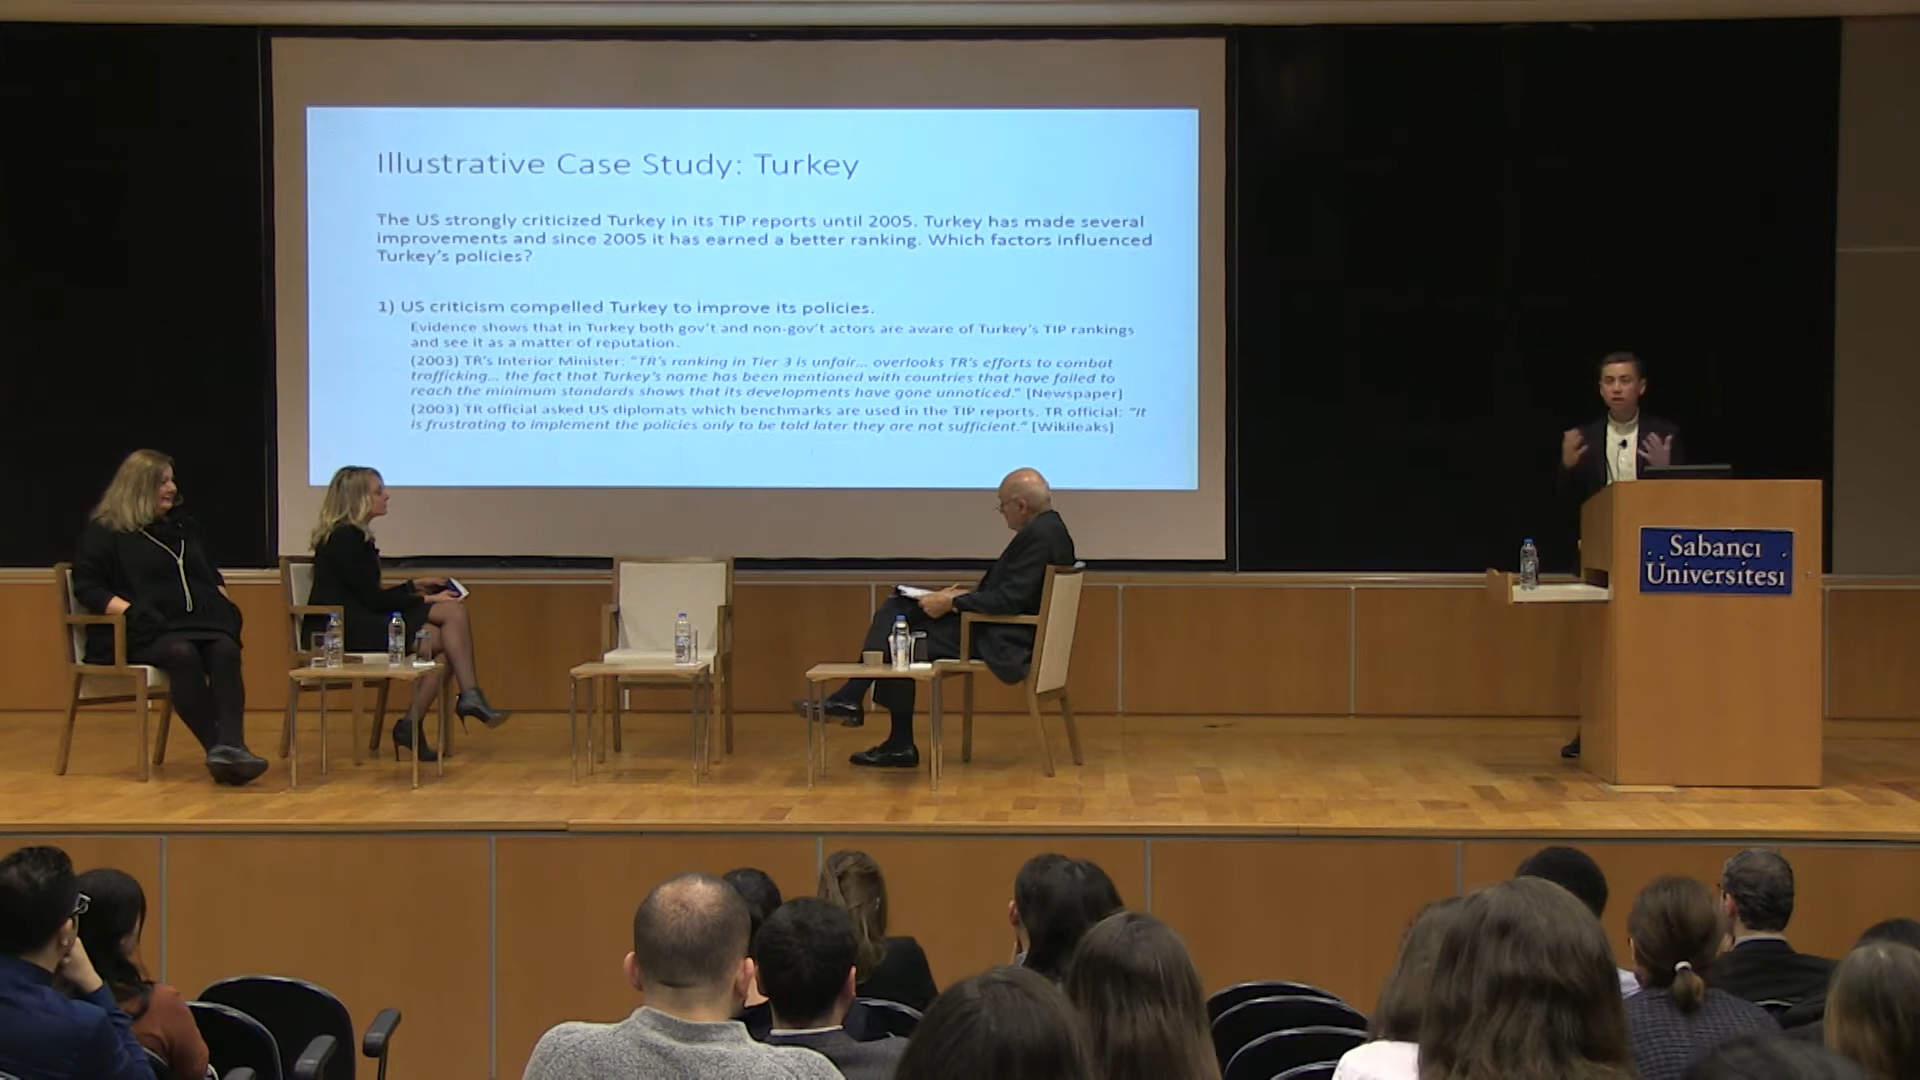 Illustrative Case Study: Turkey
The US strongly criticized Turkey in its TIP reports until 2005. Turkey has made several
improvements and since 2005 it has earned a better ranking. Which factors influenced
Turkey's policies?
1) US criticism compelled Turkey to improve its policies.
Evidence shows that in Turkey both gov't and non-gov't actors are aware of Turkey's TIP rankings
and see it as a matter of reputation.
(2003) TR's Interior Minister: "TR's ranking in Tier 3 is unfair... overlooks TR's efforts to combat
trafficking... the fact that Turkey's name has been mentioned with countries that have failed to
reach the minimum standards shows that its developments have gone unnoticed." [Newspaper]
(2003) TR official asked US diplomats which benchmarks are used in the TIP reports. TR official: "It
is frustrating to implement the policies only to be told later they are not sufficient." [Wikileaks]
Sabancı
Üniversitesi